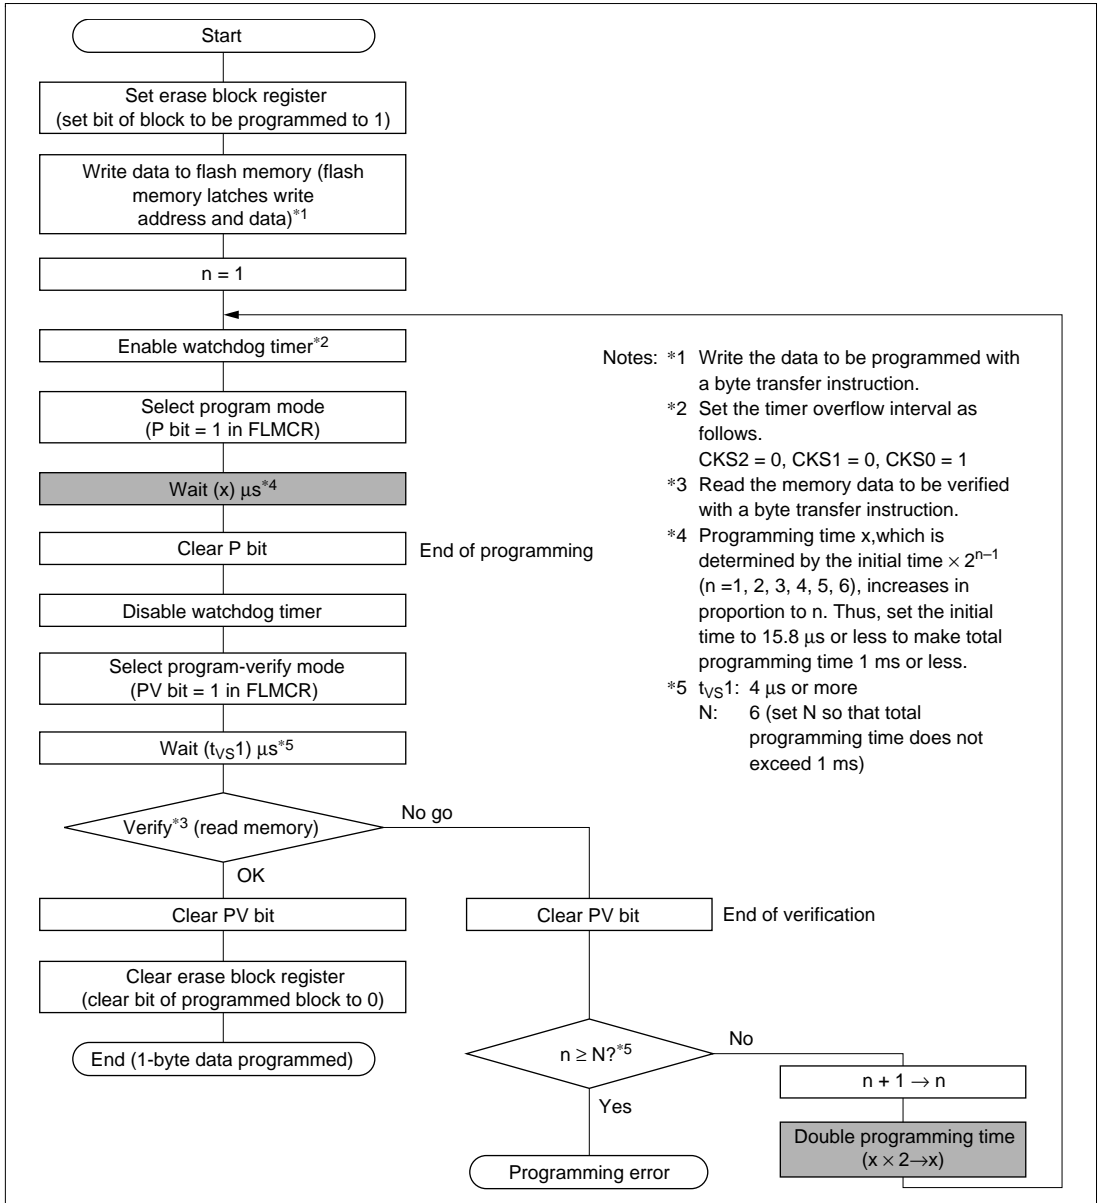 Start
Set erase block register
(set bit of block to be programmed to 1)
Write data to flash memory (flash
memory latches write
address and data)*1
n = 1
Enable watchdog timer*2
Select program mode
(P bit = 1 in FLMCR)
Wait (x) μs*4
Clear P bit
End of programming
Disable watchdog timer
Select program-verify mode
(PV bit = 1 in FLMCR)
Wait (tVS1) μs*5
Verify*3 (read memory)
No go
OK
Clear PV bit
Clear erase block register
(clear bit of programmed block to 0)
End (1-byte data programmed)
Clear PV bit
End of verification
n ≥ N?*5
No
Yes
Programming error
n + 1 → n
Double programming time
(x × 2→x)
Notes: *1 Write the data to be programmed with
a byte transfer instruction.
*2 Set the timer overflow interval as
follows.
CKS2 = 0, CKS1 = 0, CKS0 = 1
*3 Read the memory data to be verified
with a byte transfer instruction.
*4 Programming time x,which is
determined by the initial time × 2^n–1
(n =1, 2, 3, 4, 5, 6), increases in
proportion to n. Thus, set the initial
time to 15.8 μs or less to make total
programming time 1 ms or less.
*5 tVS1: 4 μs or more
N: 6 (set N so that total
programming time does not
exceed 1 ms)